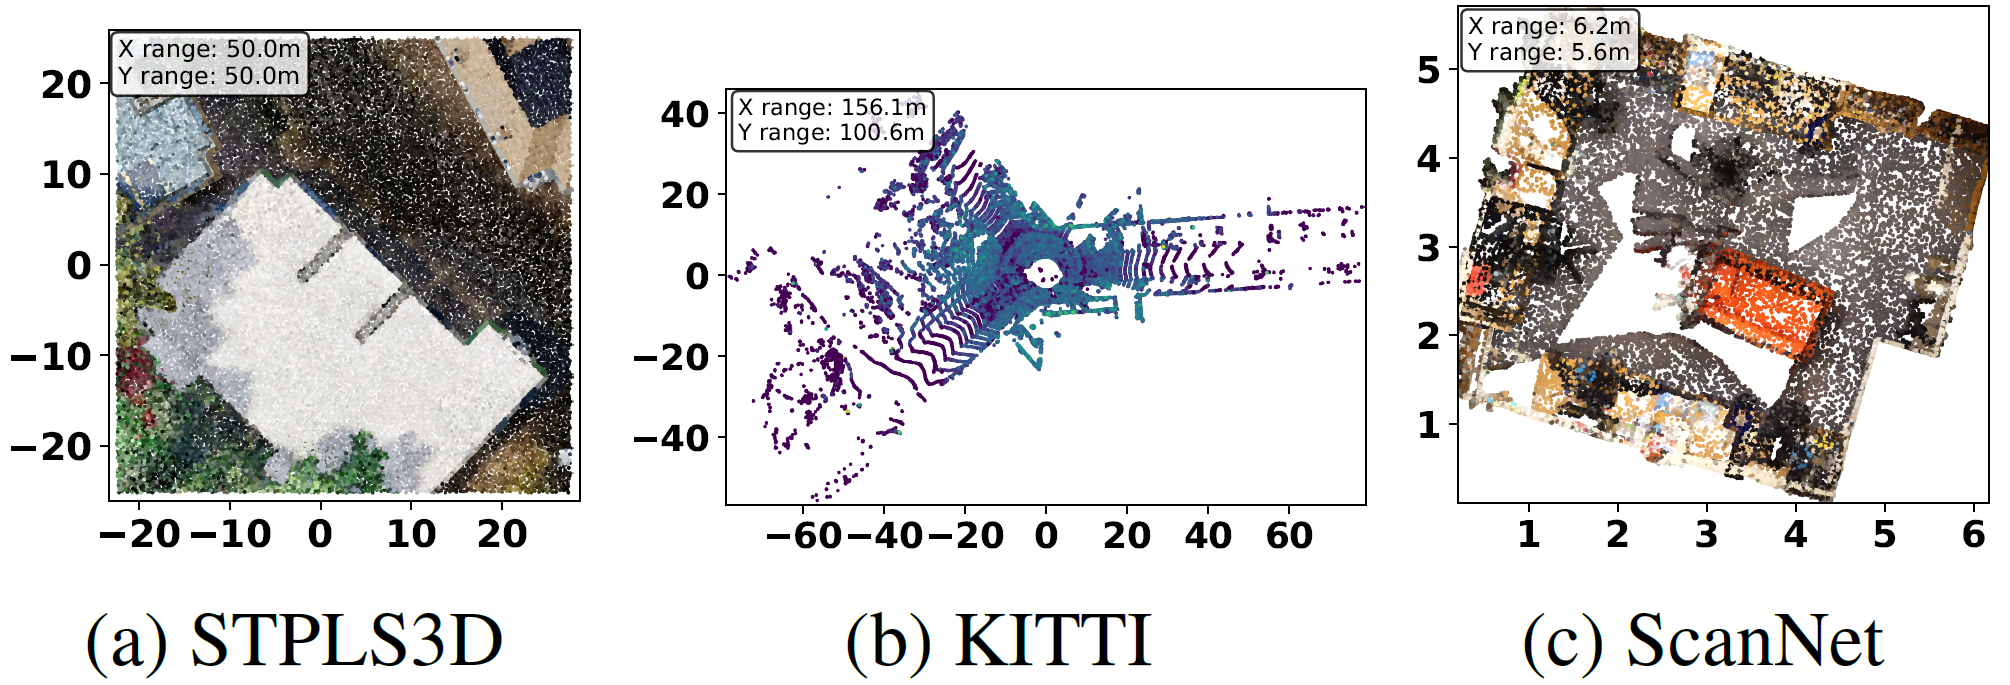 X range: 50.0m
Y range: 50.0m
20
10
0
−10
−20
−20 −10 0 10 20
(a) STPLS3D
X range: 156.1m
Y range: 100.6m
40
20
0
−20
−40
−60 −40 −20 0 20 40 60
(b) KITTI
X range: 6.2m
Y range: 5.6m
5
4
3
2
1
1 2 3 4 5 6
(c) ScanNet